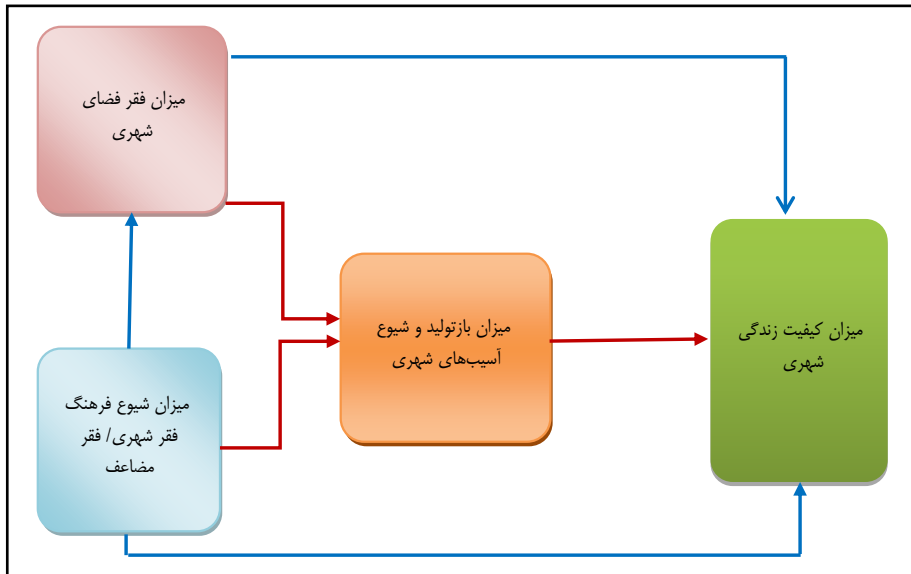 میزان فقر فضای
شهری
میزان بازتولید و شیوع
آسیب‌های شهری
میزان کیفیت زندگی
شهری
میزان شیوع فرهنگ
فقر شهری/ فقر
مضاعف